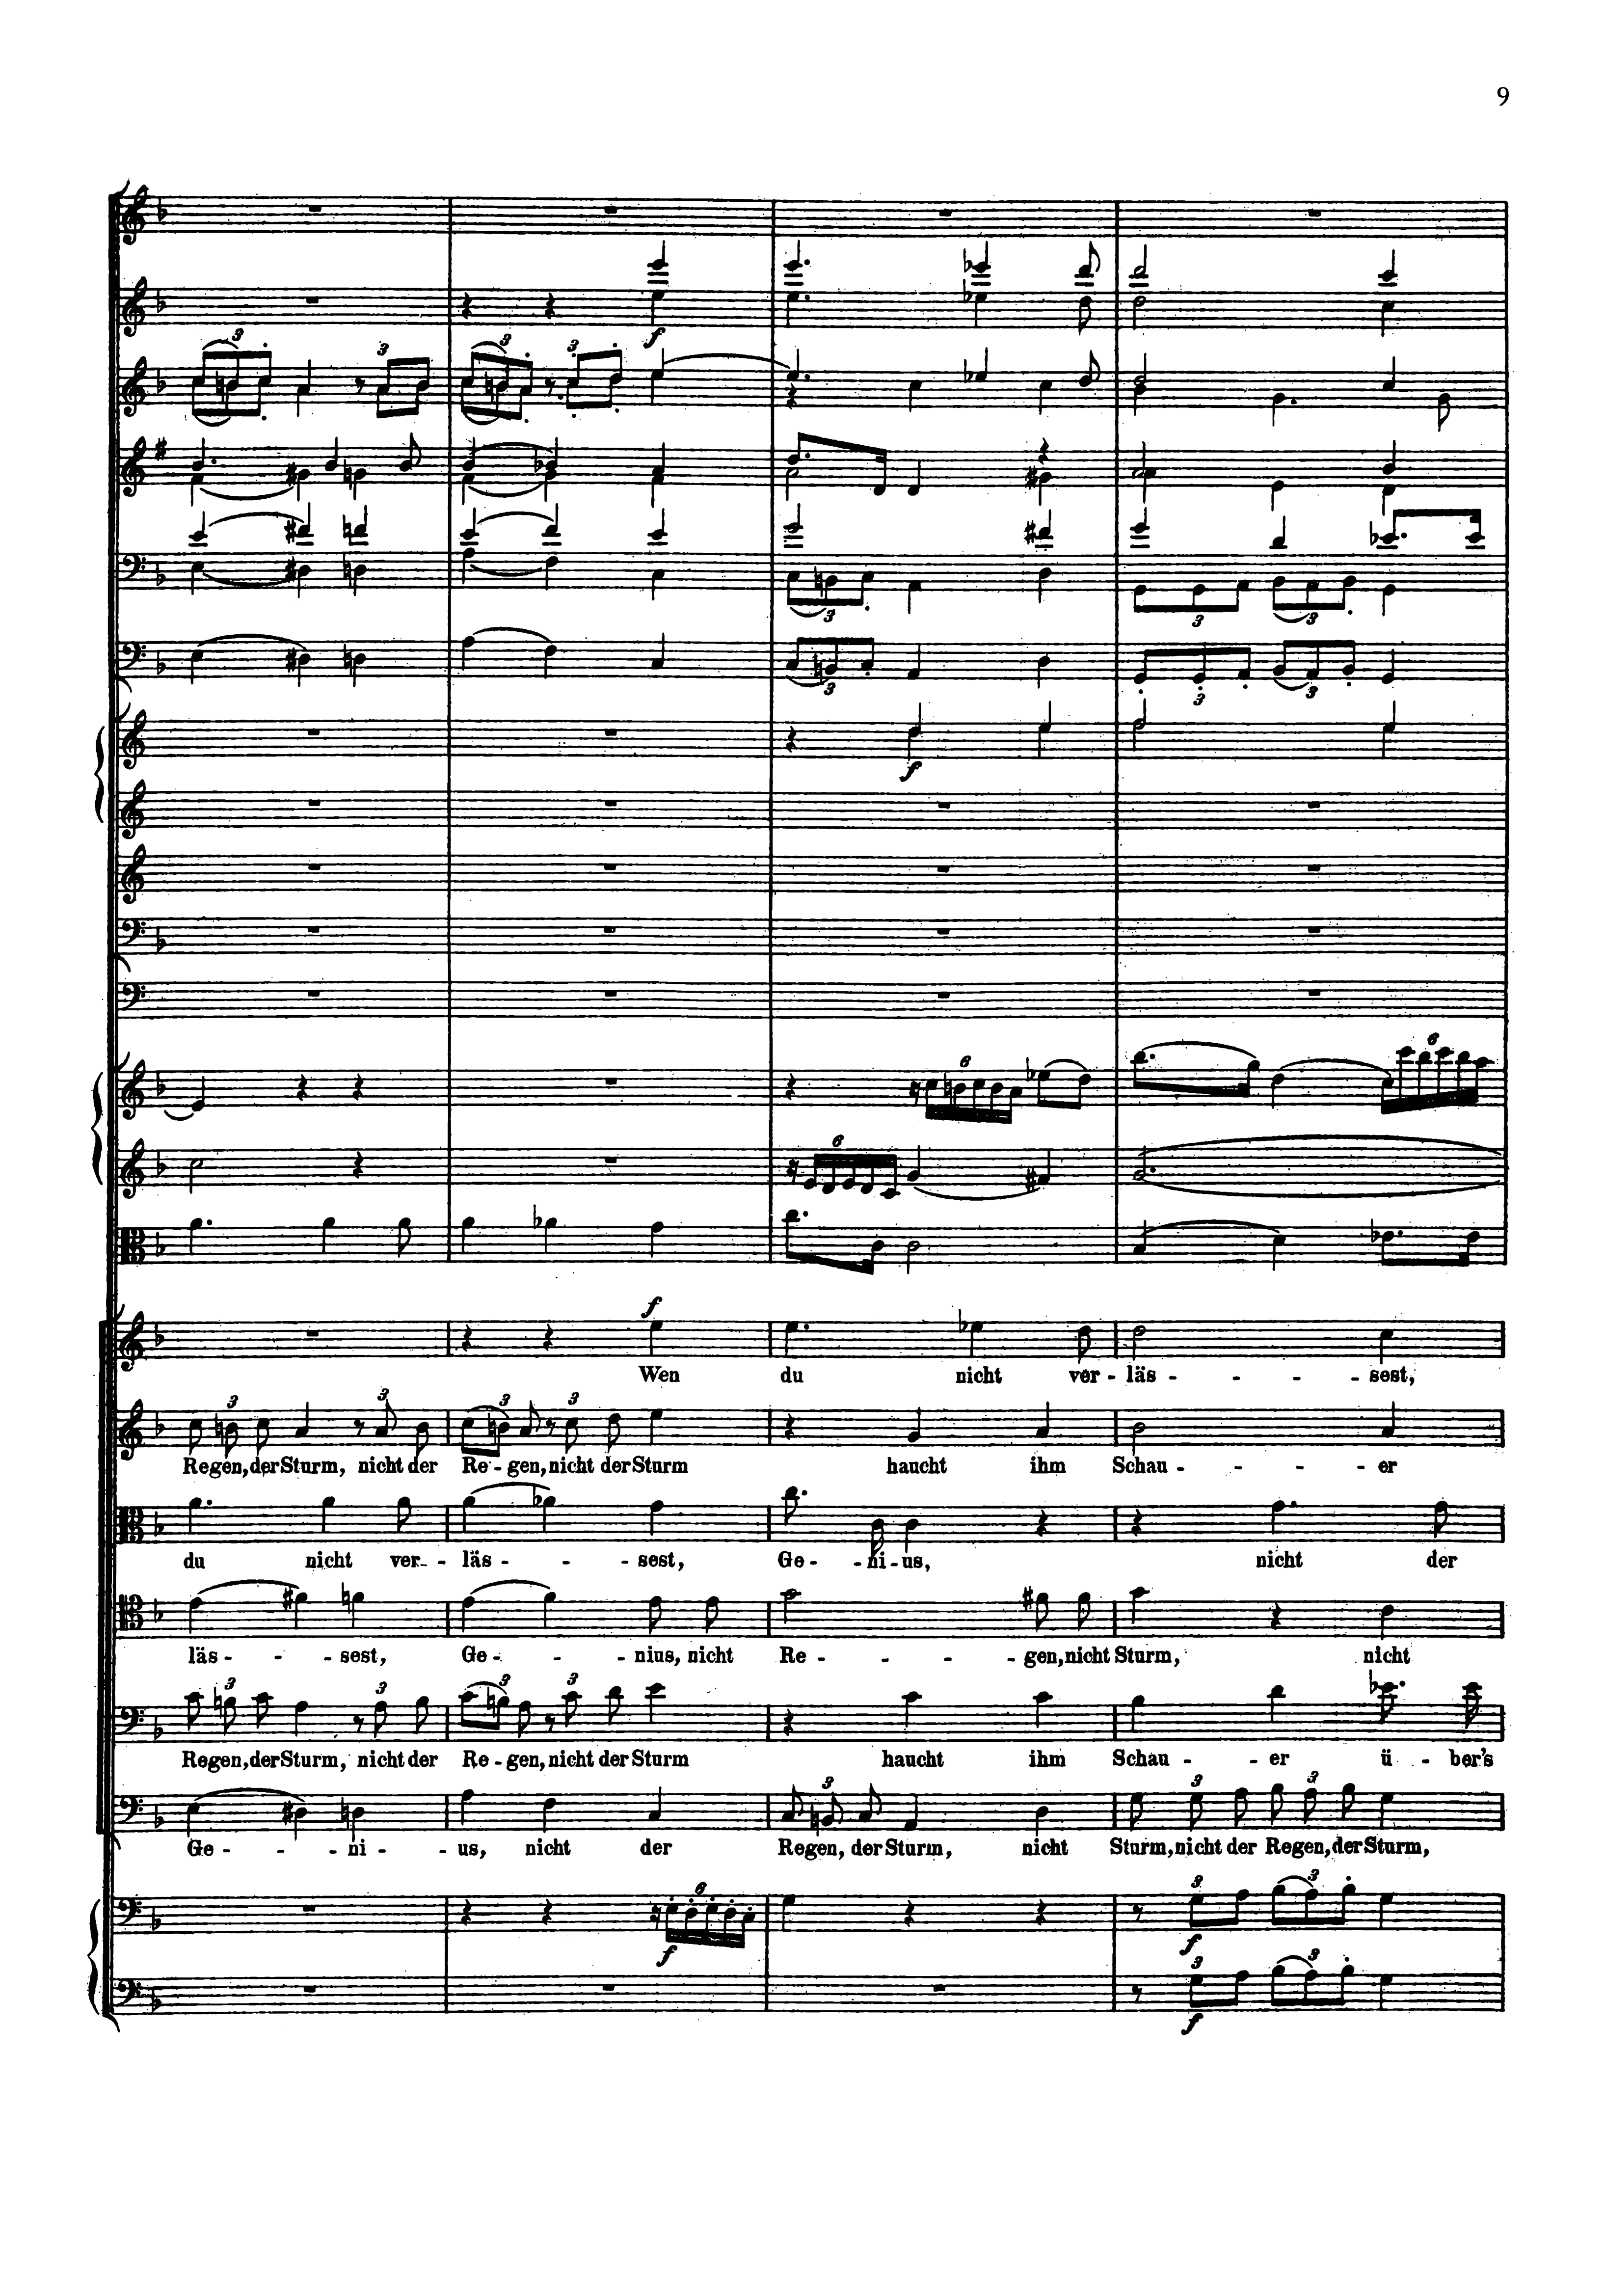 9
Wen du nicht ver - läs - - - - sest,
Regen, der Sturm, nicht der Re - gen, nicht der Sturm haucht ihm Schau - - - - er
du nicht ver - läs - - - sest, Ge - - ni - us, nicht der
läs - - - sest, Ge - - - nius, nicht Re - - - - gen, nicht Sturm, nicht
Regen, der Sturm, nicht der Re - gen, nicht der Sturm haucht ihm Schau - - er ü - - ber's
Ge - - - ni - - us, nicht der Regen, der Sturm, nicht Sturm, nicht der Regen, der Sturm,